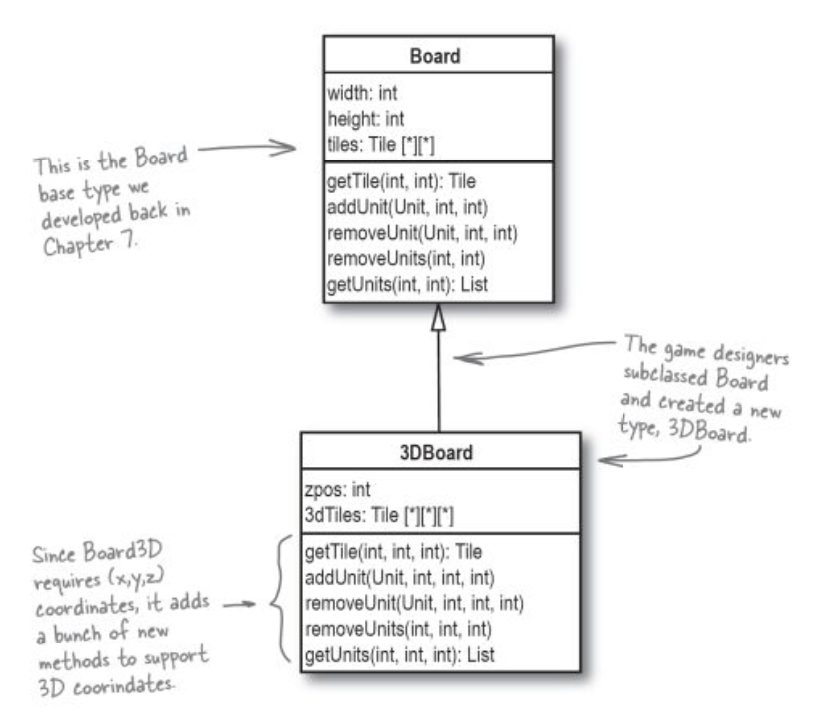 Board
width: int
height: int
tiles: Tile [*][*]
getTile(int, int): Tile
addUnit(Unit, int, int)
removeUnit(Unit, int, int)
removeUnits(int, int)
getUnits(int, int): List
This is the Board
base type we
developed back in
Chapter 7.
The game designers
subclassed Board
and created a new
type, 3DBoard.
3DBoard
zpos: int
3dTiles: Tile [*][*][*]
getTile(int, int, int): Tile
addUnit(Unit, int, int, int)
removeUnit(Unit, int, int, int)
removeUnits(int, int, int)
getUnits(int, int, int): List
Since Board3D
requires (x,y,z)
coordinates, it adds
a bunch of new
methods to support
3D coorindates.